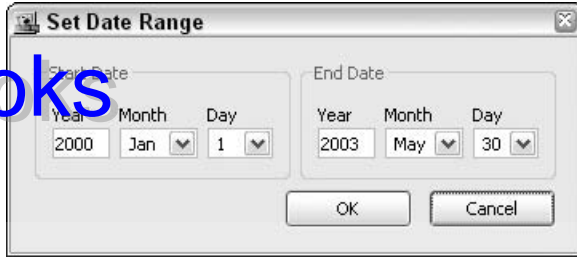 Set Date Range
Start Date
End Date
Year Month Day
Year Month Day
2000 Jan 1
2003 May 30
OK Cancel